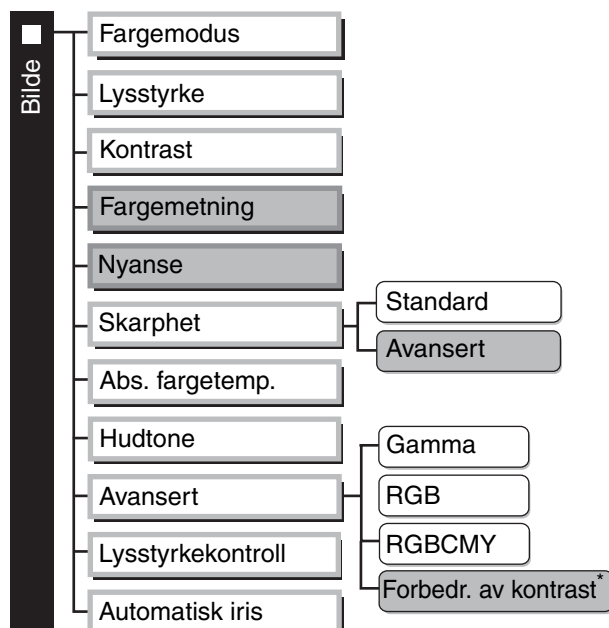 Bilde
Fargemodus
Lysstyrke
Kontrast
Fargemetning
Nyanse
Skarphet
Standard
Avansert
Abs. fargetemp.
Hudtone
Avansert
Gamma
RGB
RGBCMY
Forbedr. av kontrast*
Lysstyrkekontroll
Automatisk iris